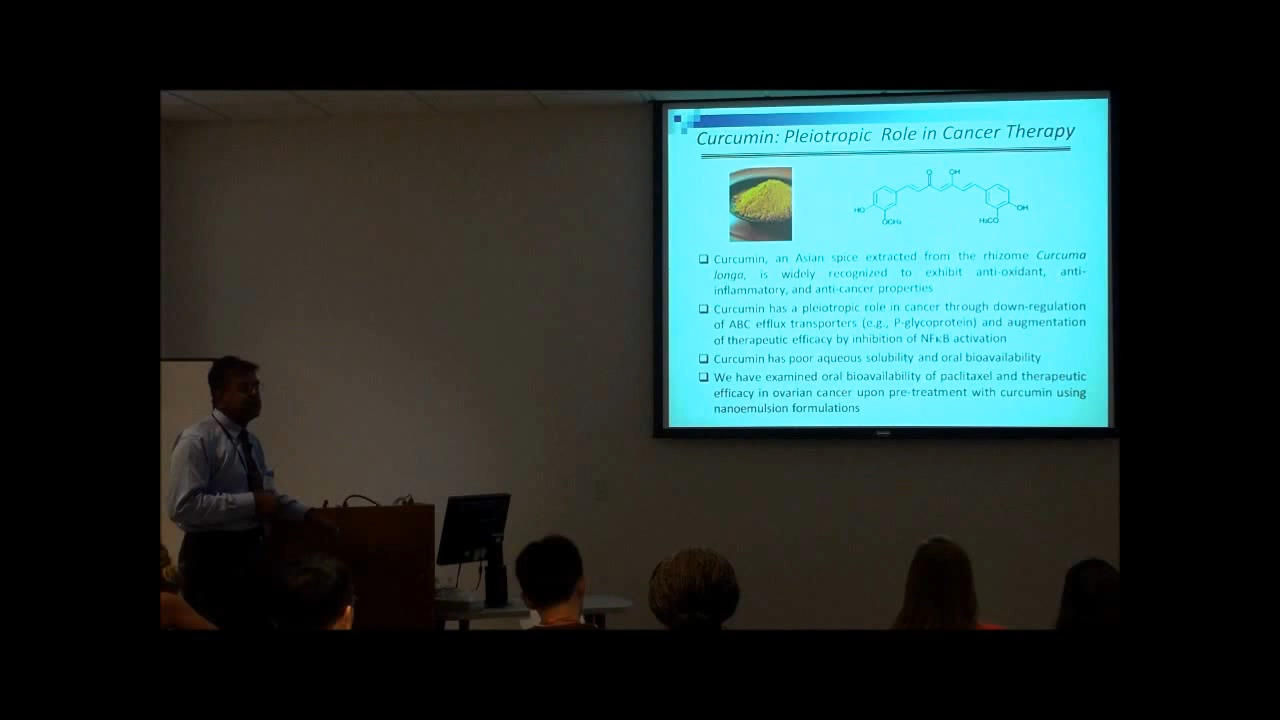 Curcumin: Pleiotropic Role in Cancer Therapy
O
OH
HO
OCH₃
H₃CO
OH
❑ Curcumin, an Asian spice extracted from the rhizome Curcuma
longa, is widely recognized to exhibit anti-oxidant, anti-
inflammatory, and anti-cancer properties
❑ Curcumin has a pleiotropic role in cancer through down-regulation
of ABC efflux transporters (e.g., P-glycoprotein) and augmentation
of therapeutic efficacy by inhibition of NFκB activation
❑ Curcumin has poor aqueous solubility and oral bioavailability
❑ We have examined oral bioavailability of paclitaxel and therapeutic
efficacy in ovarian cancer upon pre-treatment with curcumin using
nanoemulsion formulations